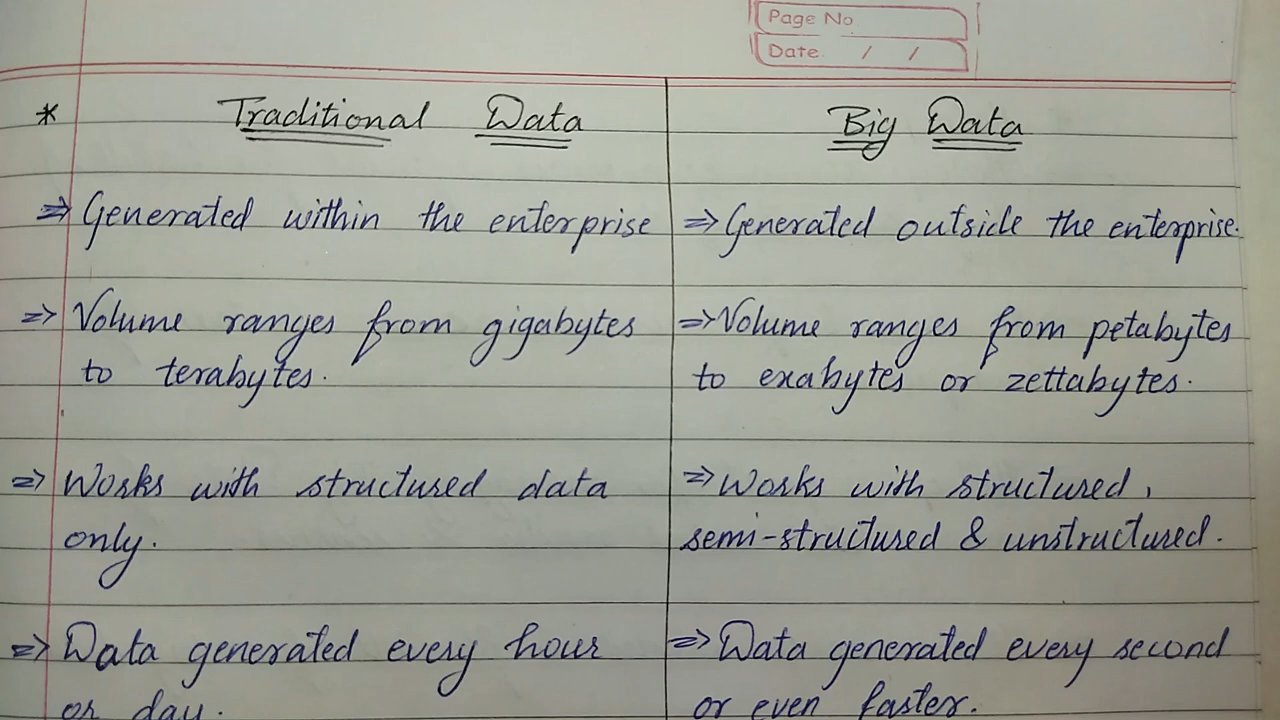 Page No
Date / /
* Traditional Data
Big Data
⇒ Generated within the enterprise
⇒ Generated outside the enterprise.
⇒ Volume ranges from gigabytes
to terabytes.
⇒ Volume ranges from petabytes
to exabytes or zettabytes.
⇒ Works with structured data
only.
⇒ Works with structured,
semi-structured & unstructured.
⇒ Data generated every hour
or day.
⇒ Data generated every second
or even faster.